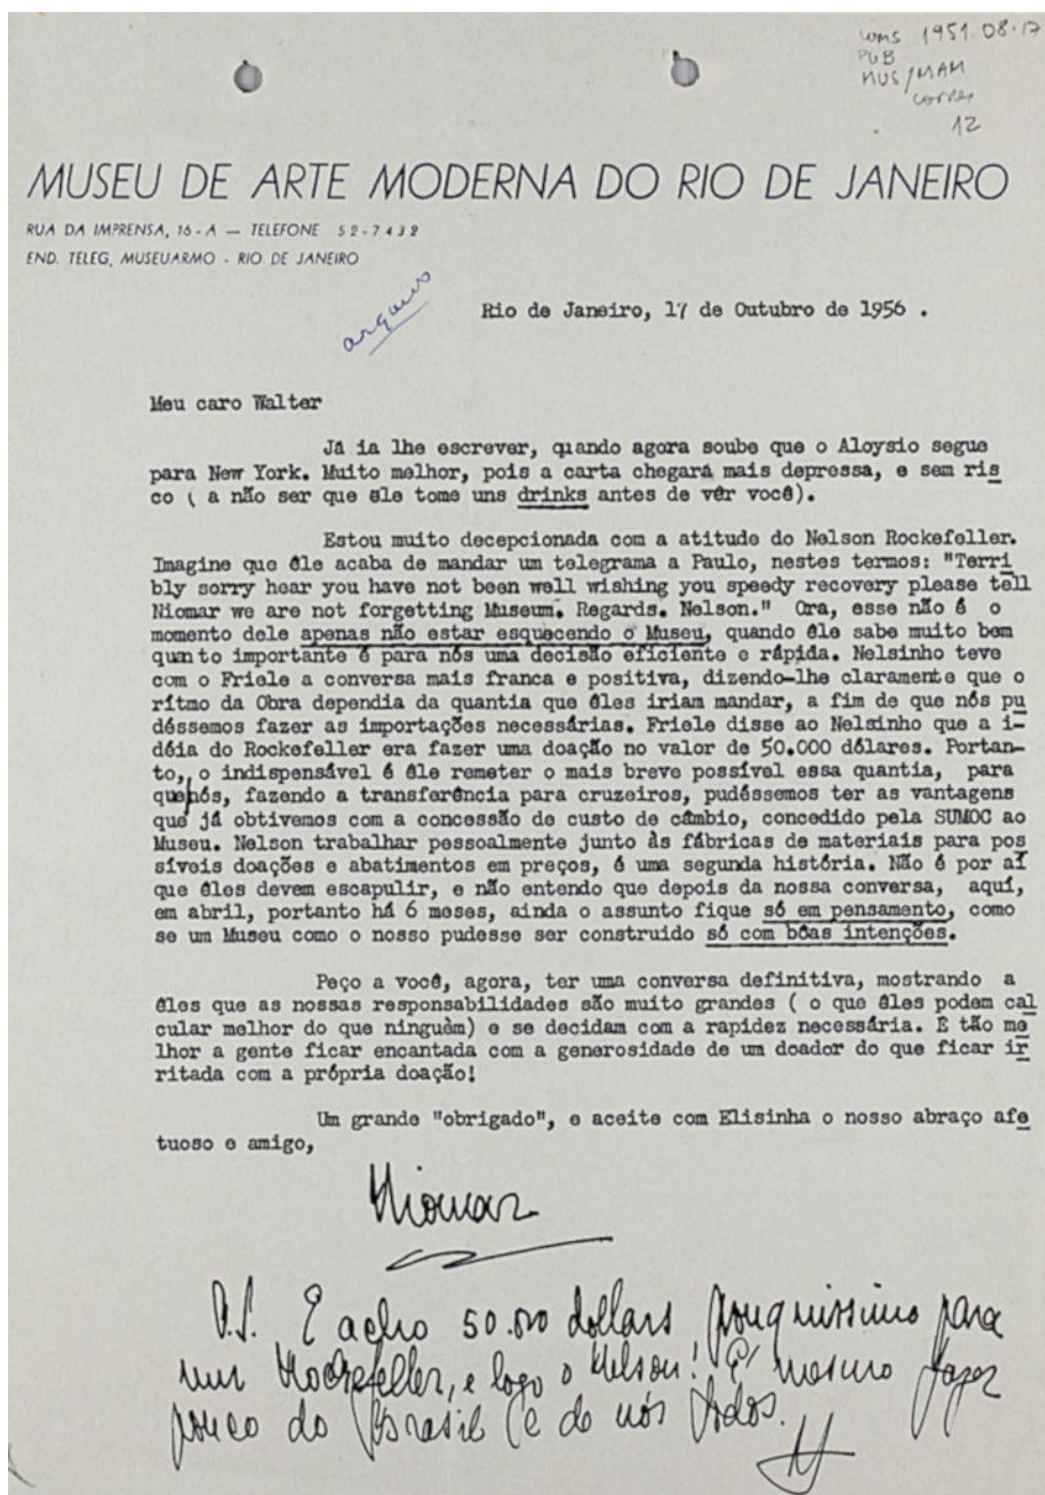 wms 1951.08.17
PUB
MUS/MAM
corres
12
MUSEU DE ARTE MODERNA DO RIO DE JANEIRO
RUA DA IMPRENSA, 16-A — TELEFONE 52-7432
END. TELEG, MUSEUARMO - RIO DE JANEIRO
arquivo
Rio de Janeiro, 17 de Outubro de 1956 .
Meu caro Walter
Já ia lhe escrever, quando agora soube que o Aloysio segue
para New York. Muito melhor, pois a carta chegará mais depressa, e sem ris
co ( a não ser que êle tome uns drinks antes de vêr você).
Estou muito decepcionada com a atitude do Nelson Rockefeller.
Imagine que êle acaba de mandar um telegrama a Paulo, nestes termos: "Terri
bly sorry hear you have not been well wishing you speedy recovery please tell
Niomar we are not forgetting Museum. Regards. Nelson." Ora, esse não é o
momento dele apenas não estar esquecendo o Museu, quando êle sabe muito bem
quanto importante é para nós uma decisão eficiente e rápida. Nelsinho teve
com o Friele a conversa mais franca e positiva, dizendo-lhe claramente que o
rítmo da Obra dependia da quantia que êles iriam mandar, a fim de que nós pu
déssemos fazer as importações necessárias. Friele disse ao Nelsinho que a i-
déia do Rockefeller era fazer uma doação no valor de 50.000 dólares. Portan-
to, o indispensável é êle remeter o mais breve possível essa quantia, para
que nós, fazendo a transferência para cruzeiros, pudéssemos ter as vantagens
que já obtivemos com a concessão de custo de câmbio, concedido pela SUMOC ao
Museu. Nelson trabalhar pessoalmente junto às fábricas de materiais para pos
síveis doações e abatimentos em preços, é uma segunda história. Não é por aí
que êles devem escapulir, e não entendo que depois da nossa conversa, aquí,
em abril, portanto há 6 meses, ainda o assunto fique só em pensamento, como
se um Museu como o nosso pudesse ser construido só com bôas intenções.
Peço a você, agora, ter uma conversa definitiva, mostrando a
êles que as nossas responsabilidades são muito grandes ( o que êles podem cal
cular melhor do que ninguèm) e se decidam com a rapidez necessária. É tão me
lhor a gente ficar encantada com a generosidade de um doador do que ficar ir
ritada com a própria doação!
Um grande "obrigado", e aceite com Elisinha o nosso abraço afe
tuoso e amigo,
Niomar
P.S. E acho 50.000 dollars pouquissimo para
um Rockefeller, e logo o Nelson! É mesmo fazer
pouco do Brasil (e de nós todos.
N